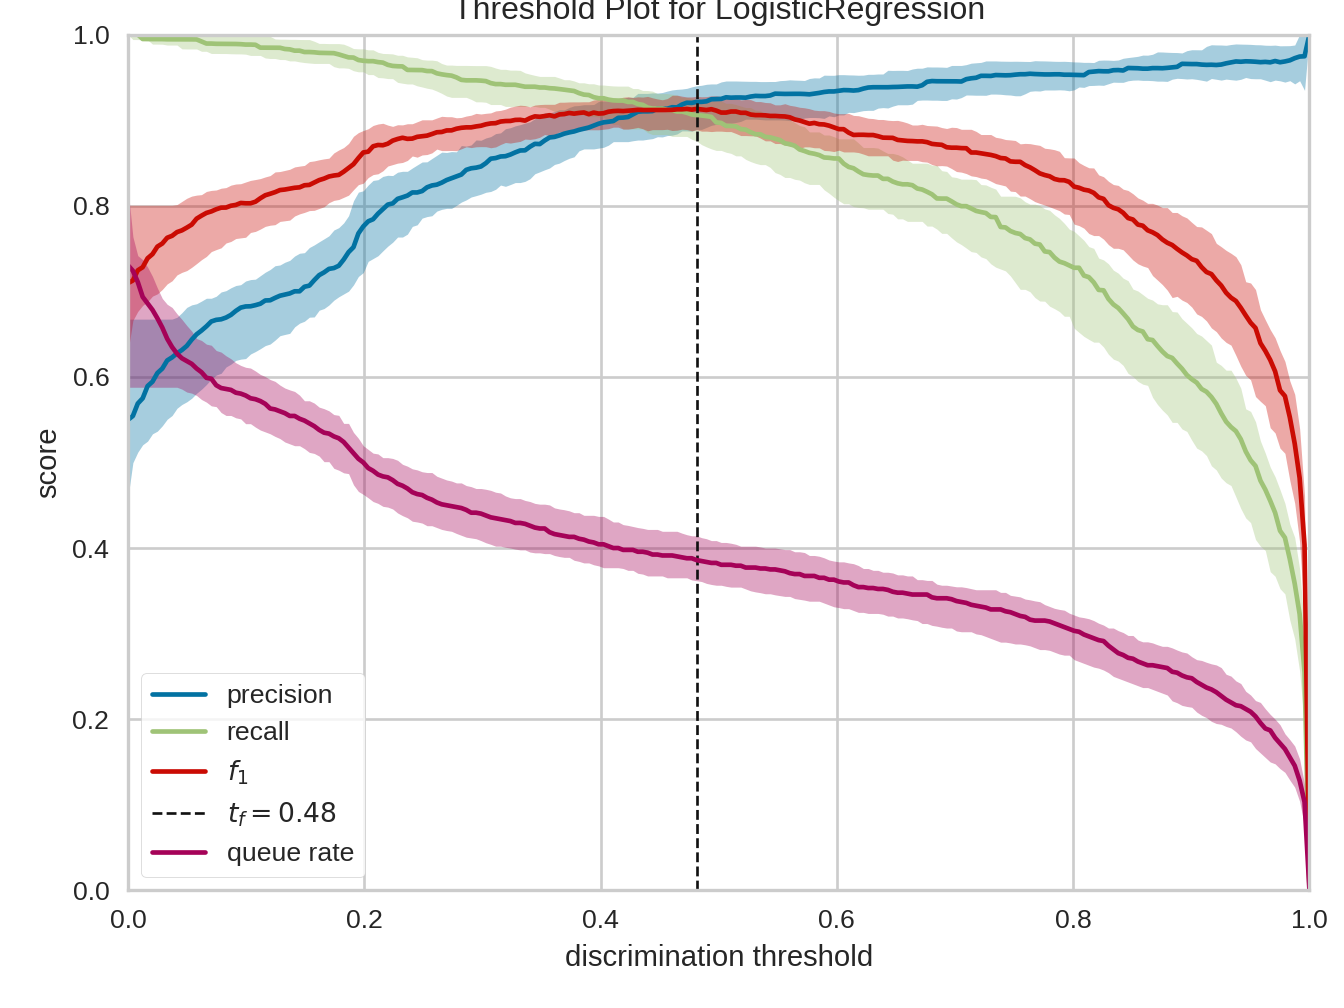 Threshold Plot for LogisticRegression
1.0
0.8
0.6
0.4
0.2
0.0
score
precision
recall
f1
tf = 0.48
queue rate
0.0 0.2 0.4 0.6 0.8 1.0
discrimination threshold